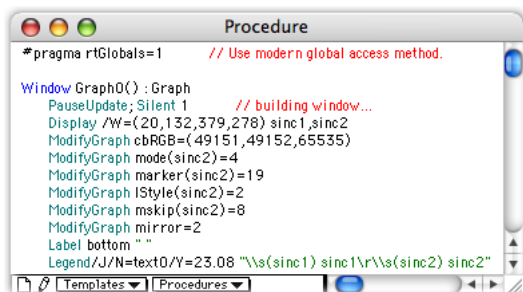 Procedure
#pragma rtGlobals=1 // Use modern global access method.
Window Graph0() : Graph
PauseUpdate; Silent 1 // building window...
Display /W=(20,132,379,278) sinc1,sinc2
ModifyGraph cbRGB=(49151,49152,65535)
ModifyGraph mode(sinc2)=4
ModifyGraph marker(sinc2)=19
ModifyGraph lStyle(sinc2)=2
ModifyGraph mskip(sinc2)=8
ModifyGraph mirror=2
Label bottom " "
Legend/J/N=text0/Y=23.08 "\\s(sinc1) sinc1\r\\s(sinc2) sinc2"
Templates Procedures